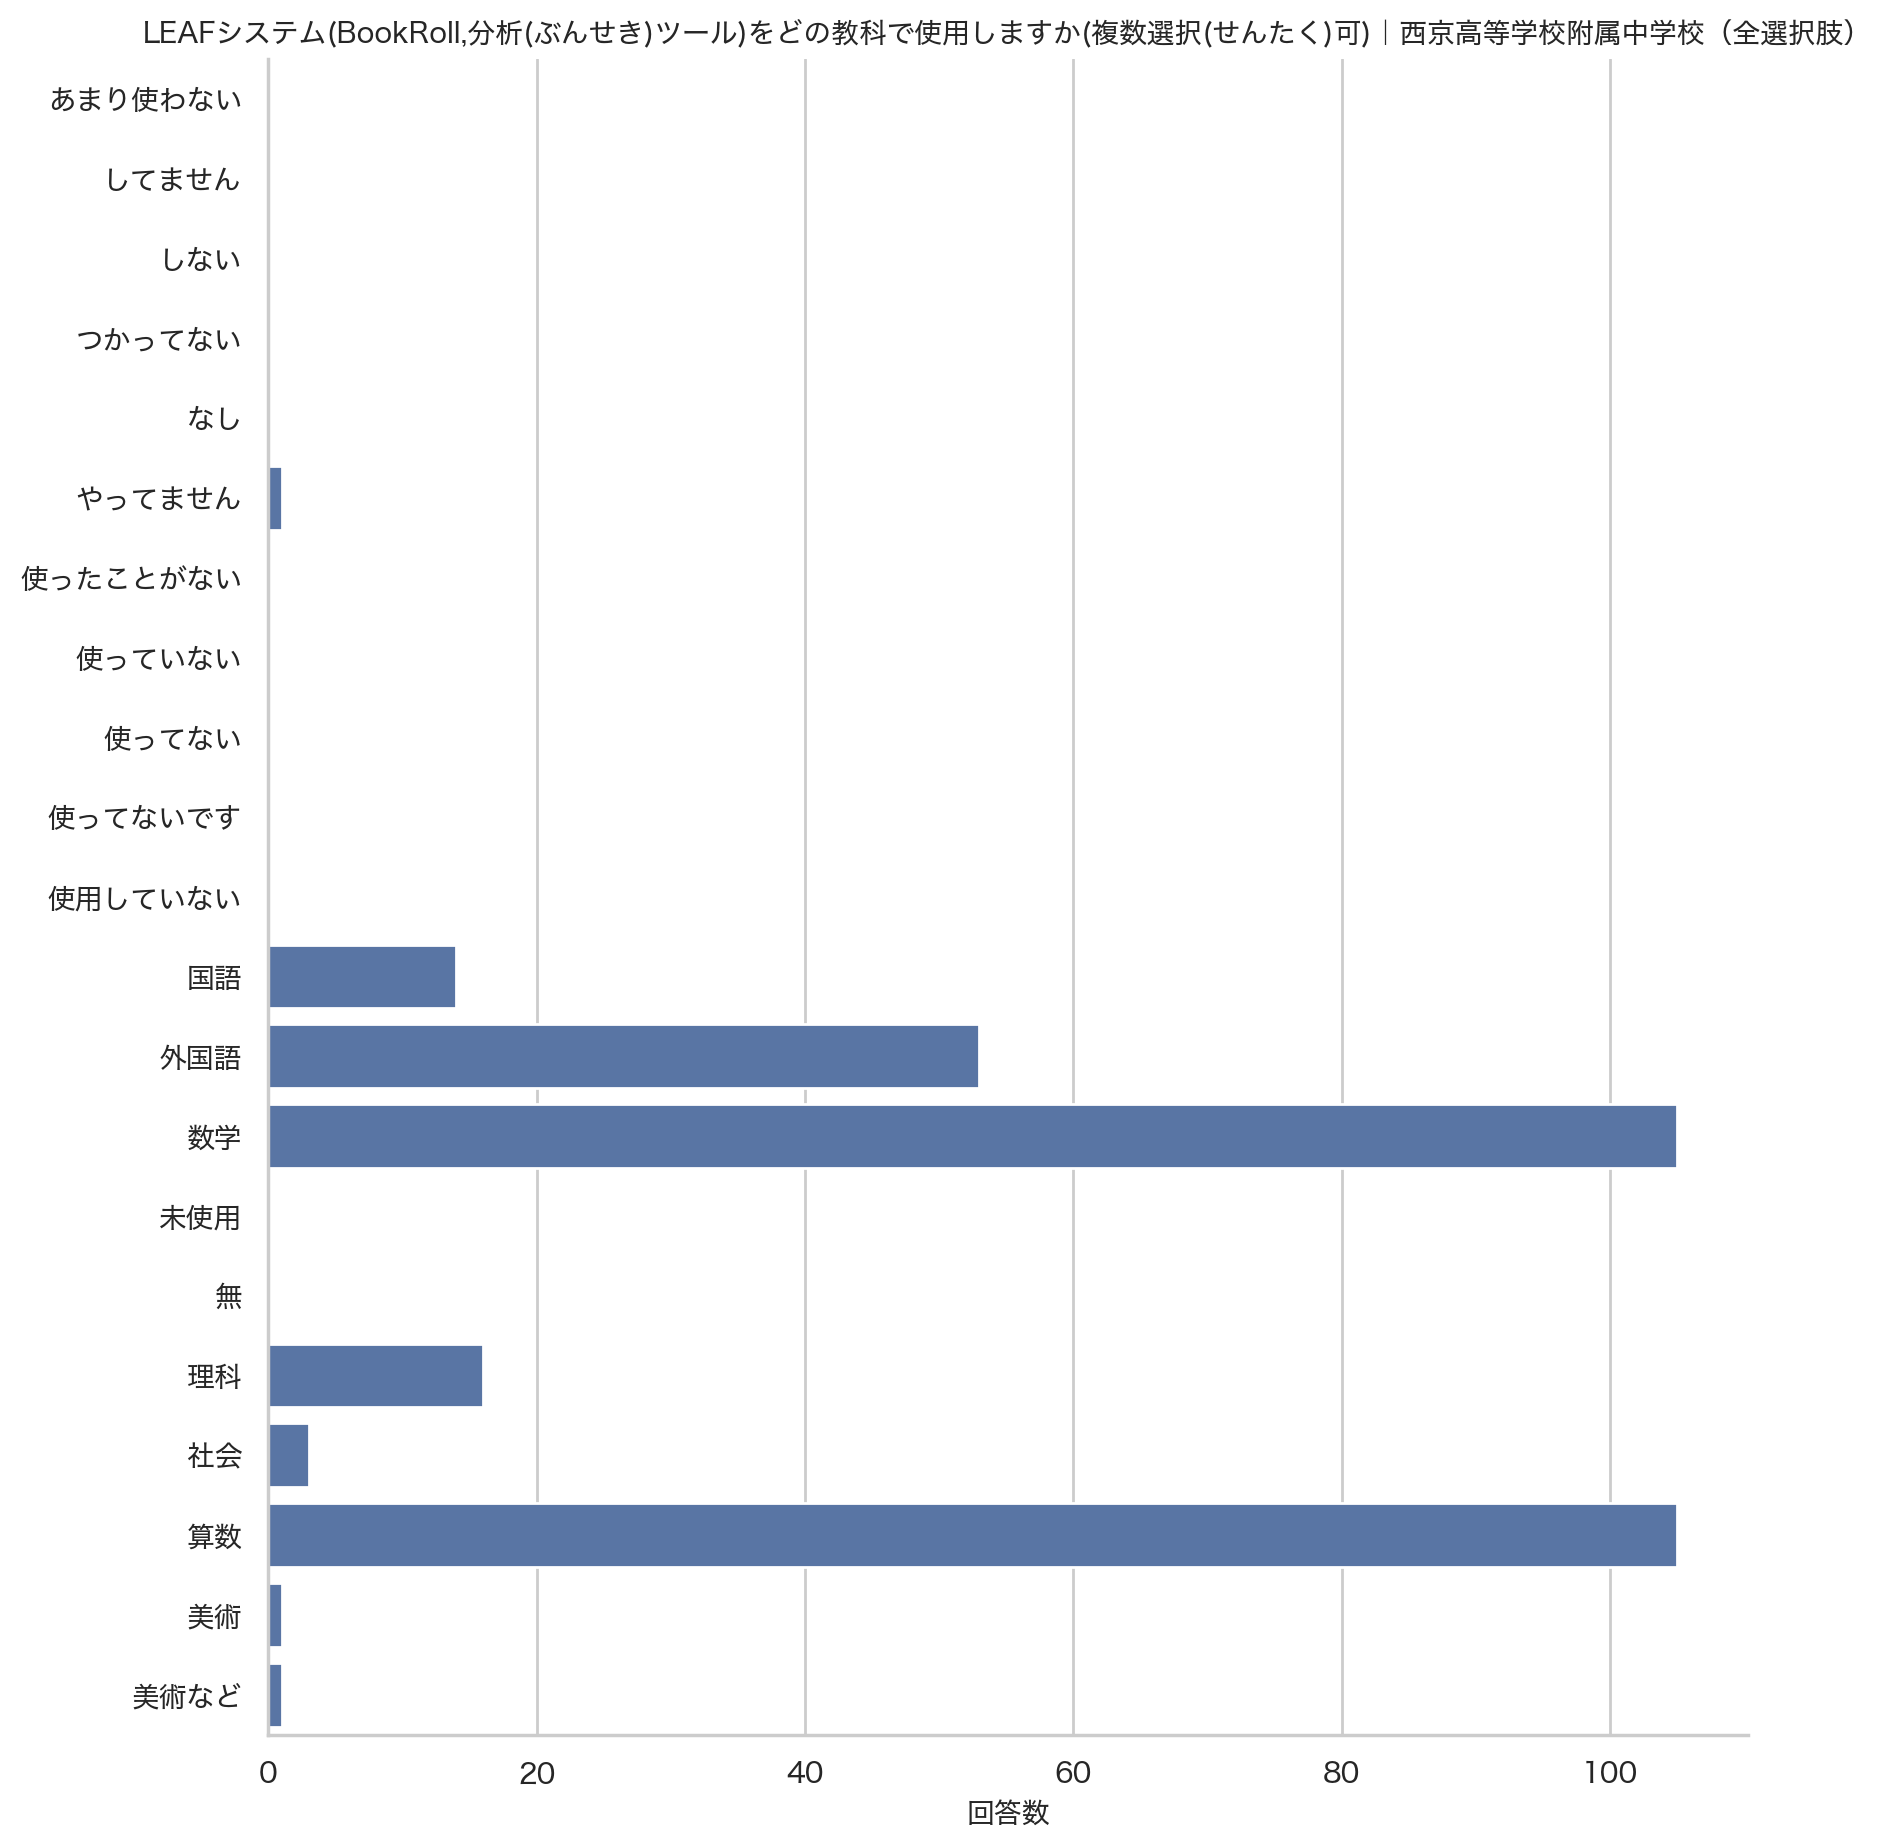 LEAFシステム(BookRoll,分析(ぶんせき)ツール)をどの教科で使用しますか(複数選択(せんたく)可)｜西京高等学校附属中学校（全選択肢）
あまり使わない
してません
しない
つかってない
なし
やってません
使ったことがない
使っていない
使ってない
使ってないです
使用していない
国語
外国語
数学
未使用
無
理科
社会
算数
美術
美術など
0 20 40 60 80 100
回答数